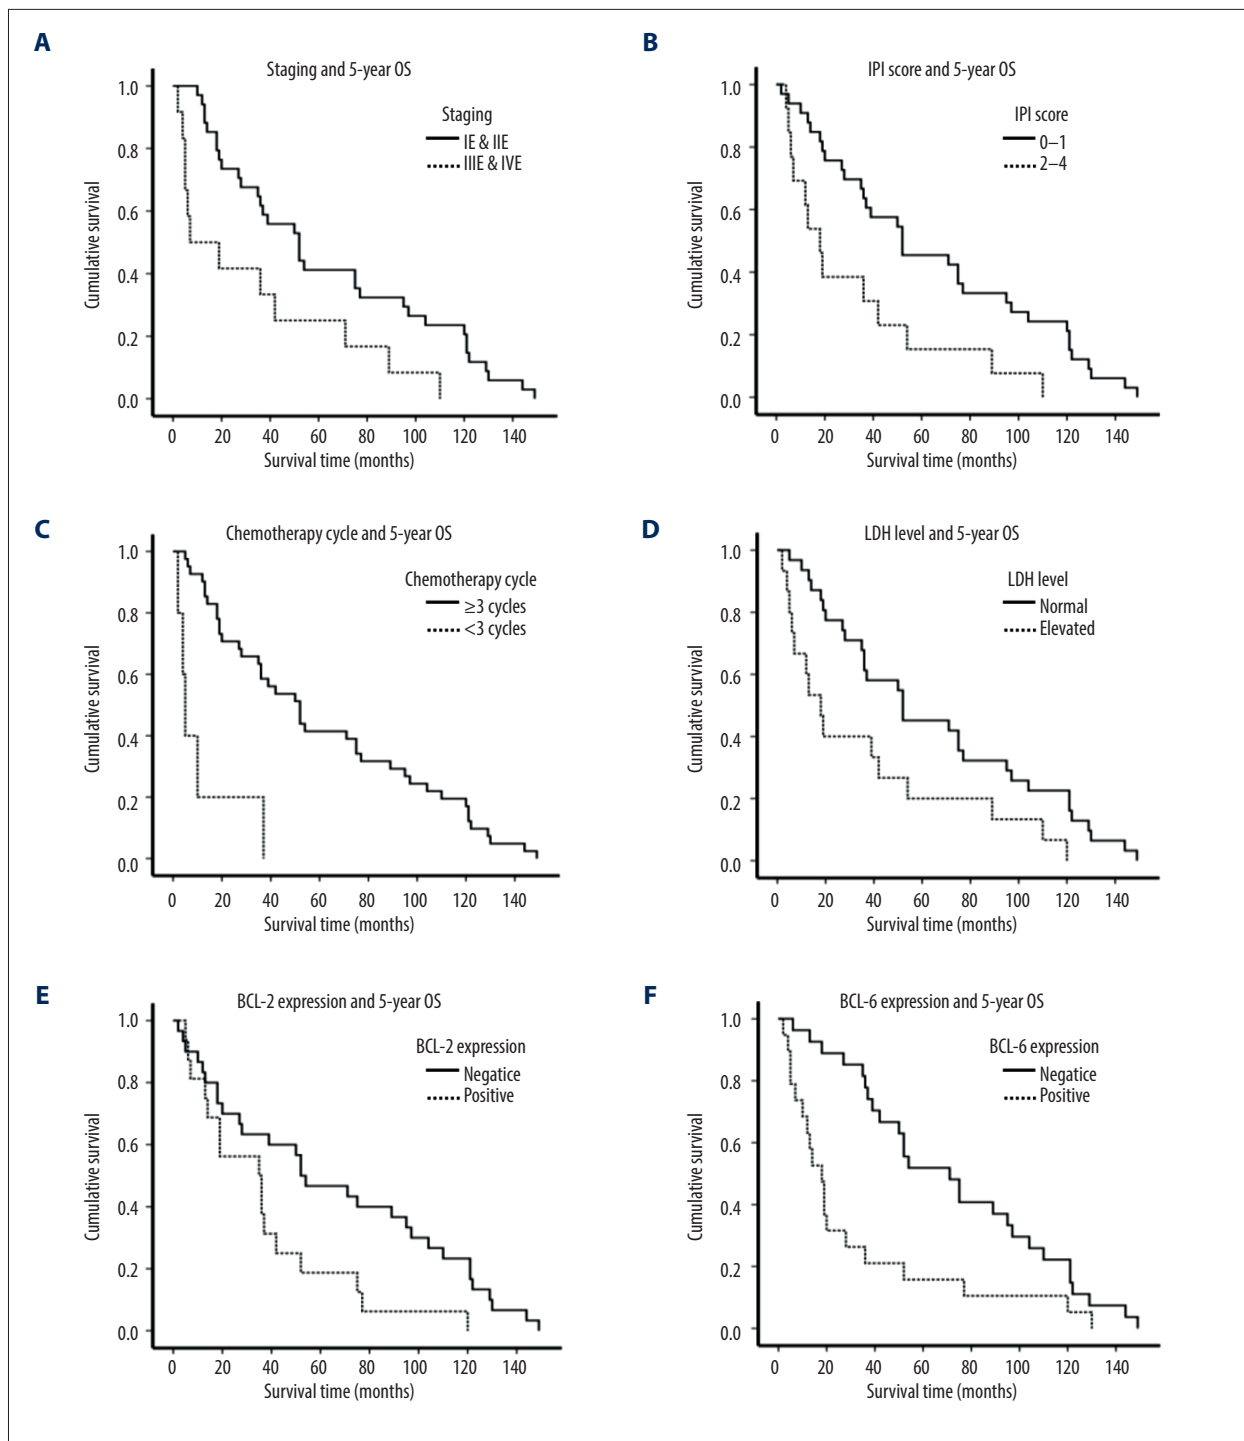 A
Staging and 5-year OS
Staging
IE & IIE
IIIE & IVE
1.0
0.8
0.6
0.4
0.2
0.0
Cumulative survival
0 20 40 60 80 100 120 140
Survival time (months)
B
IPI score and 5-year OS
IPI score
0–1
2–4
1.0
0.8
0.6
0.4
0.2
0.0
Cumulative survival
0 20 40 60 80 100 120 140
Survival time (months)
C
Chemotherapy cycle and 5-year OS
Chemotherapy cycle
≥3 cycles
<3 cycles
1.0
0.8
0.6
0.4
0.2
0.0
Cumulative survival
0 20 40 60 80 100 120 140
Survival time (months)
D
LDH level and 5-year OS
LDH level
Normal
Elevated
1.0
0.8
0.6
0.4
0.2
0.0
Cumulative survival
0 20 40 60 80 100 120 140
Survival time (months)
E
BCL-2 expression and 5-year OS
BCL-2 expression
Negatice
Positive
1.0
0.8
0.6
0.4
0.2
0.0
Cumulative survival
0 20 40 60 80 100 120 140
Survival time (months)
F
BCL-6 expression and 5-year OS
BCL-6 expression
Negatice
Positive
1.0
0.8
0.6
0.4
0.2
0.0
Cumulative survival
0 20 40 60 80 100 120 140
Survival time (months)